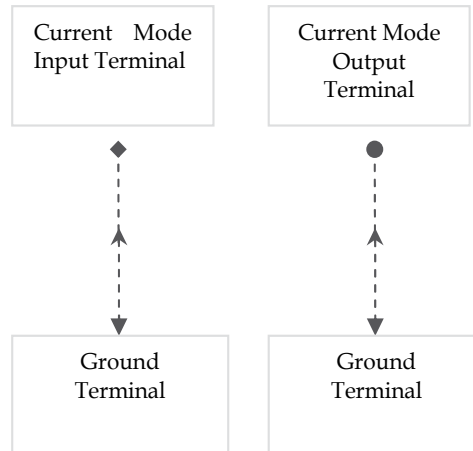 Current Mode
Input Terminal
Current Mode
Output
Terminal
Ground
Terminal
Ground
Terminal